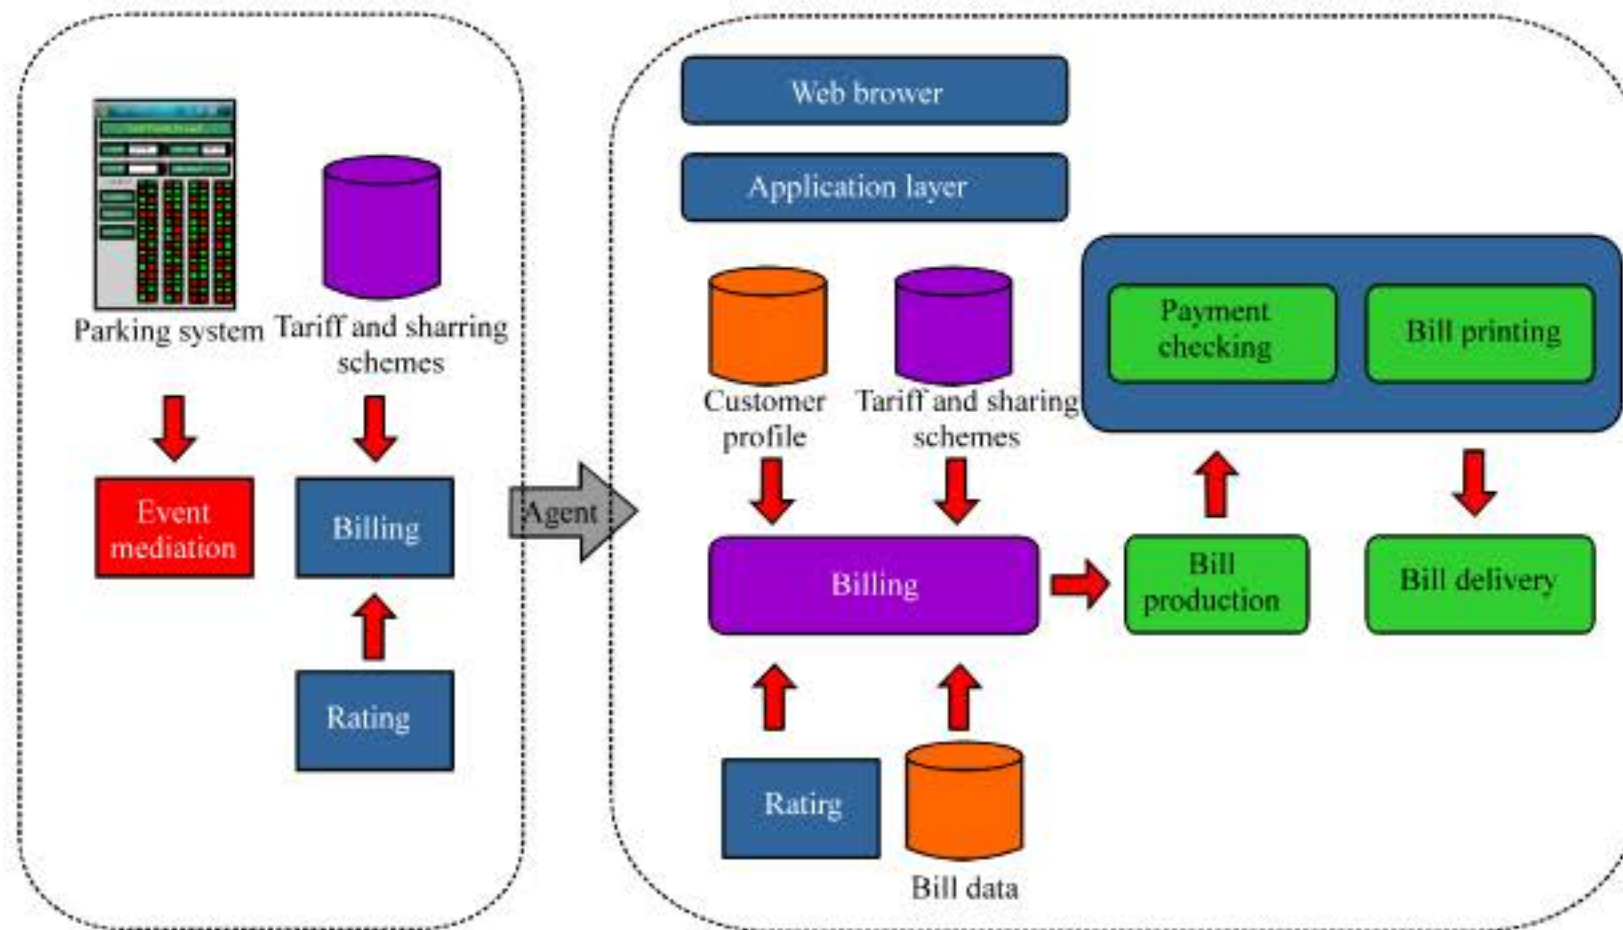 Parking system
Tariff and sharring
schemes
Event
mediation
Billing
Rating
Agent
Web brower
Application layer
Customer
profile
Tariff and sharing
schemes
Payment
checking
Bill printing
Billing
Bill
production
Bill delivery
Ratirg
Bill data